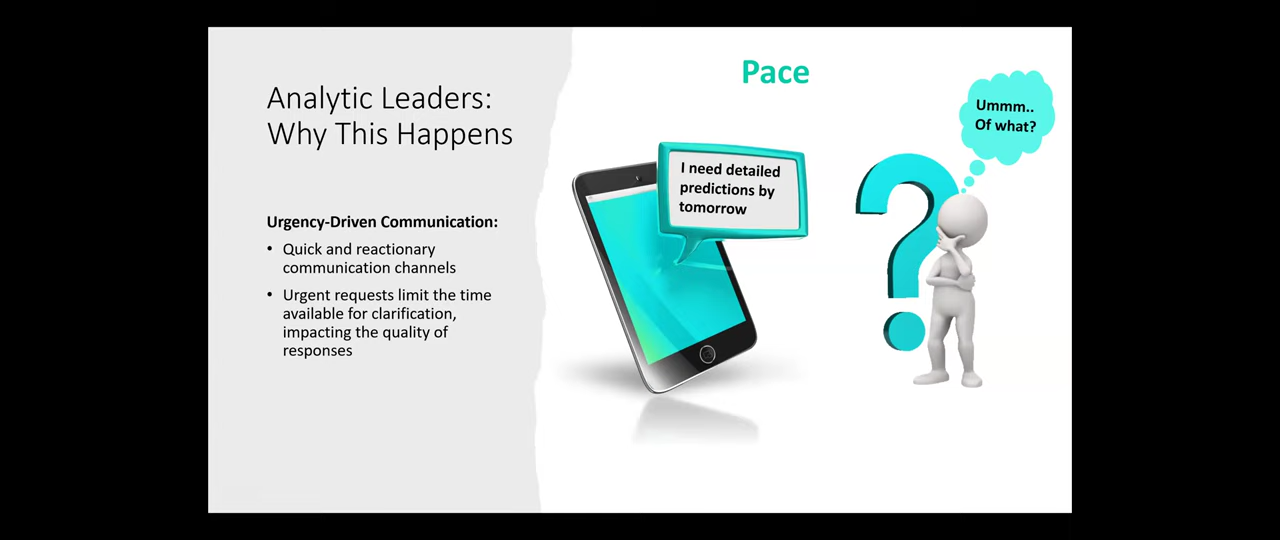 Analytic Leaders:
Why This Happens
Urgency-Driven Communication:
• Quick and reactionary
communication channels
• Urgent requests limit the time
available for clarification,
impacting the quality of
responses
Pace
I need detailed
predictions by
tomorrow
Ummm..
Of what?